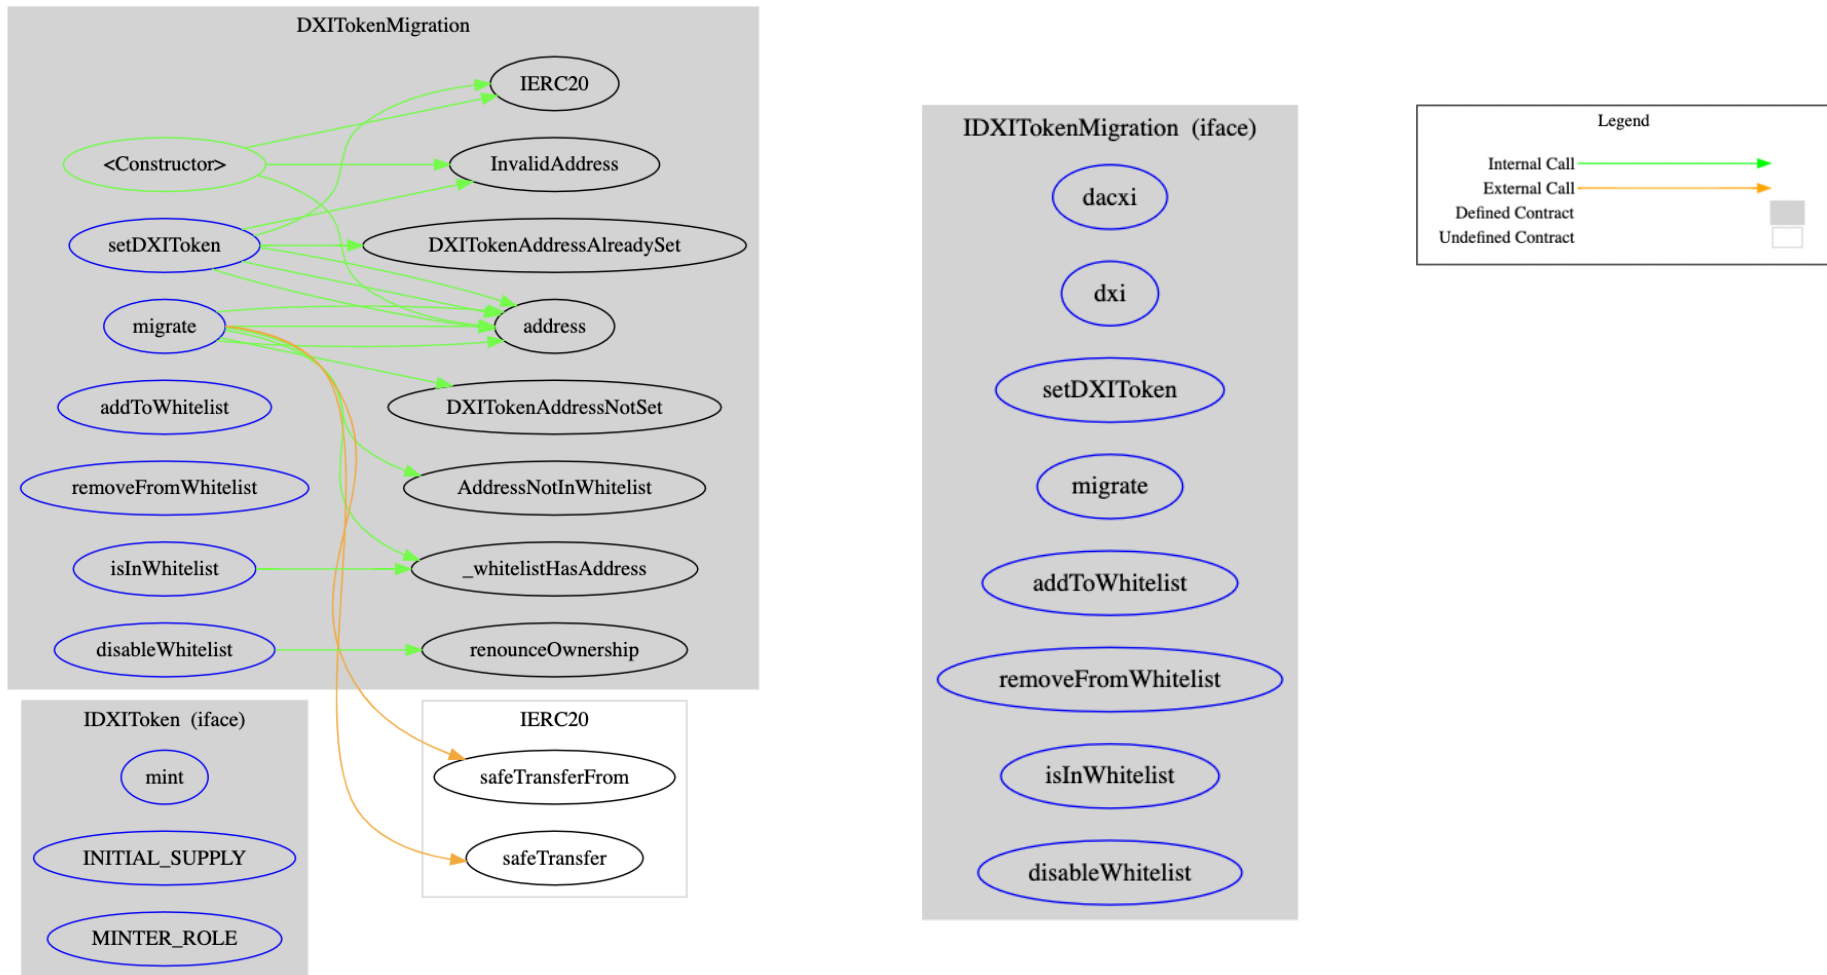 DXITokenMigration
IERC20
<Constructor>
InvalidAddress
setDXIToken
DXITokenAddressAlreadySet
migrate
address
addToWhitelist
DXITokenAddressNotSet
removeFromWhitelist
AddressNotInWhitelist
isInWhitelist
_whitelistHasAddress
disableWhitelist
renounceOwnership
IDXIToken (iface)
mint
INITIAL_SUPPLY
MINTER_ROLE
IERC20
safeTransferFrom
safeTransfer
IDXITokenMigration (iface)
dacxi
dxi
setDXIToken
migrate
addToWhitelist
removeFromWhitelist
isInWhitelist
disableWhitelist
Legend
Internal Call
External Call
Defined Contract
Undefined Contract